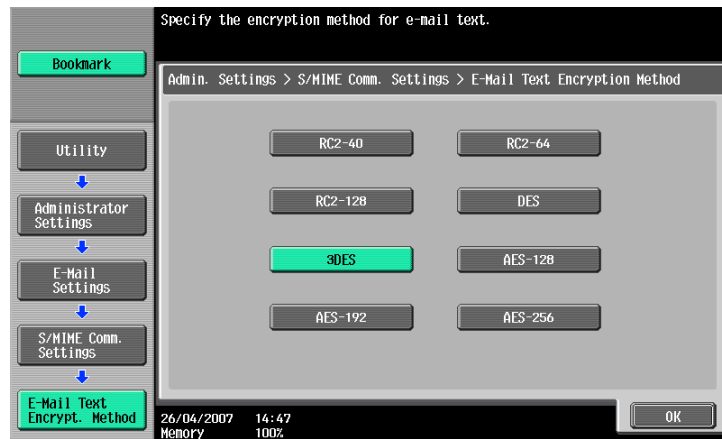 Specify the encryption method for e-mail text.
Bookmark
Admin. Settings > S/MIME Comm. Settings > E-Mail Text Encryption Method
RC2-40
RC2-64
Utility
RC2-128
DES
Administrator
Settings
3DES
AES-128
E-Mail
Settings
AES-192
AES-256
S/MIME Comm.
Settings
E-Mail Text
Encrypt. Method
26/04/2007 14:47
Memory 100%
OK